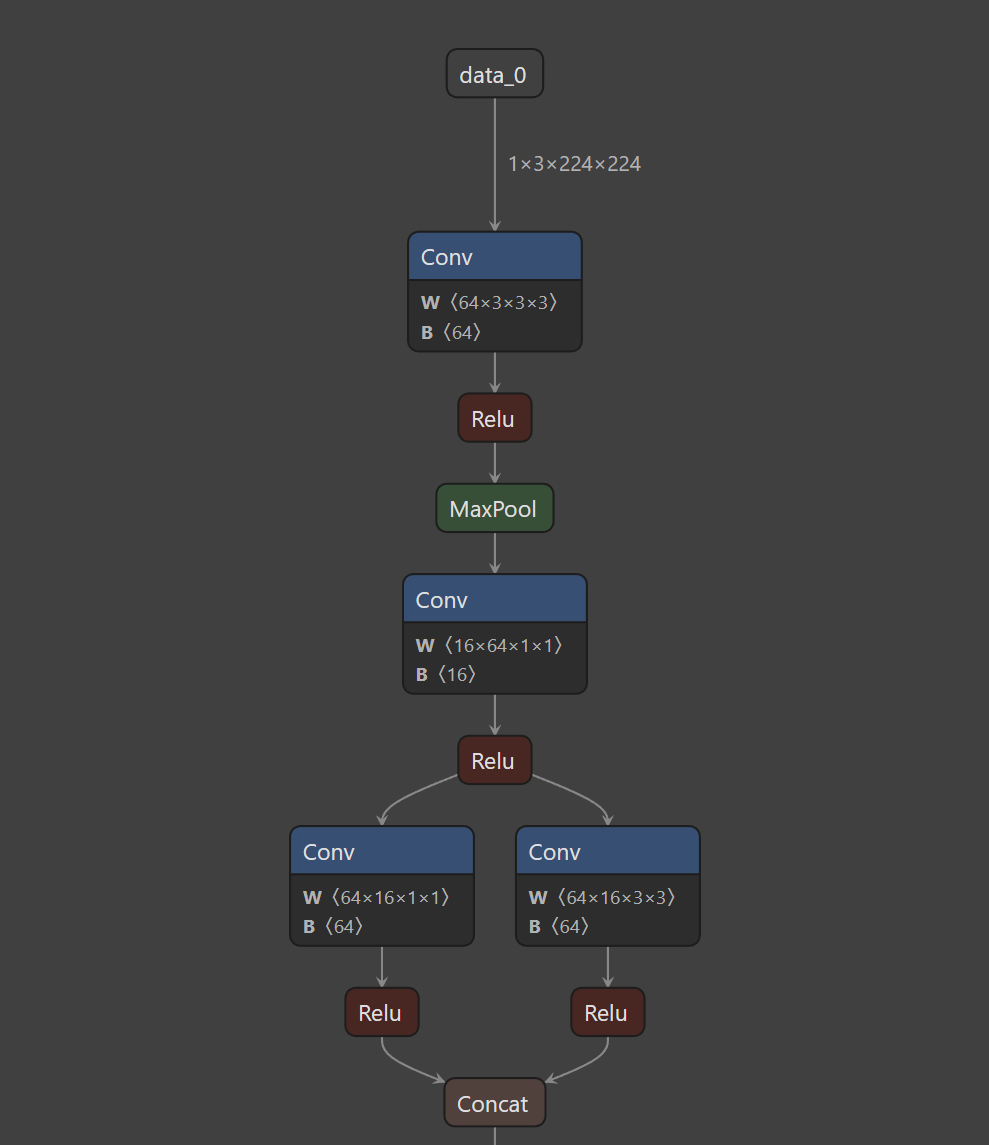 data_0
1×3×224×224
Conv
W 〈64×3×3×3〉
B 〈64〉
Relu
MaxPool
Conv
W 〈16×64×1×1〉
B 〈16〉
Relu
Conv
W 〈64×16×1×1〉
B 〈64〉
Conv
W 〈64×16×3×3〉
B 〈64〉
Relu
Relu
Concat